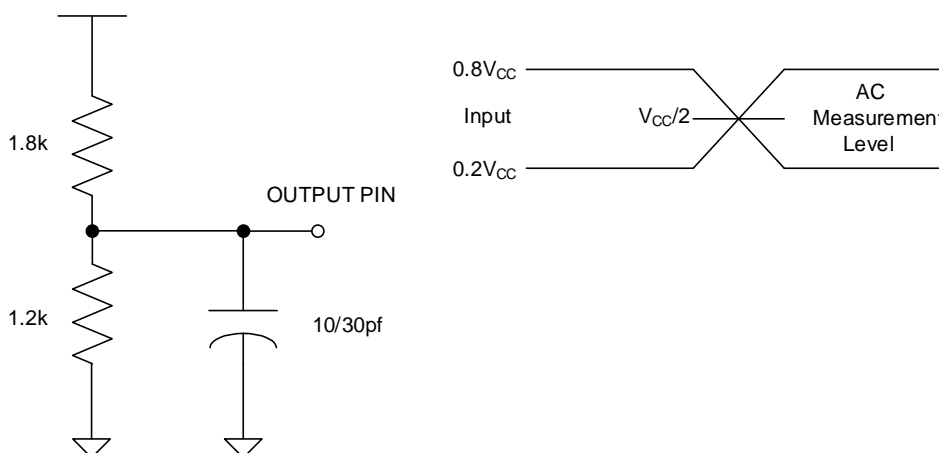 1.8k
OUTPUT PIN
1.2k
10/30pf
0.8VCC
Input
VCC/2
0.2VCC
AC
Measurement
Level